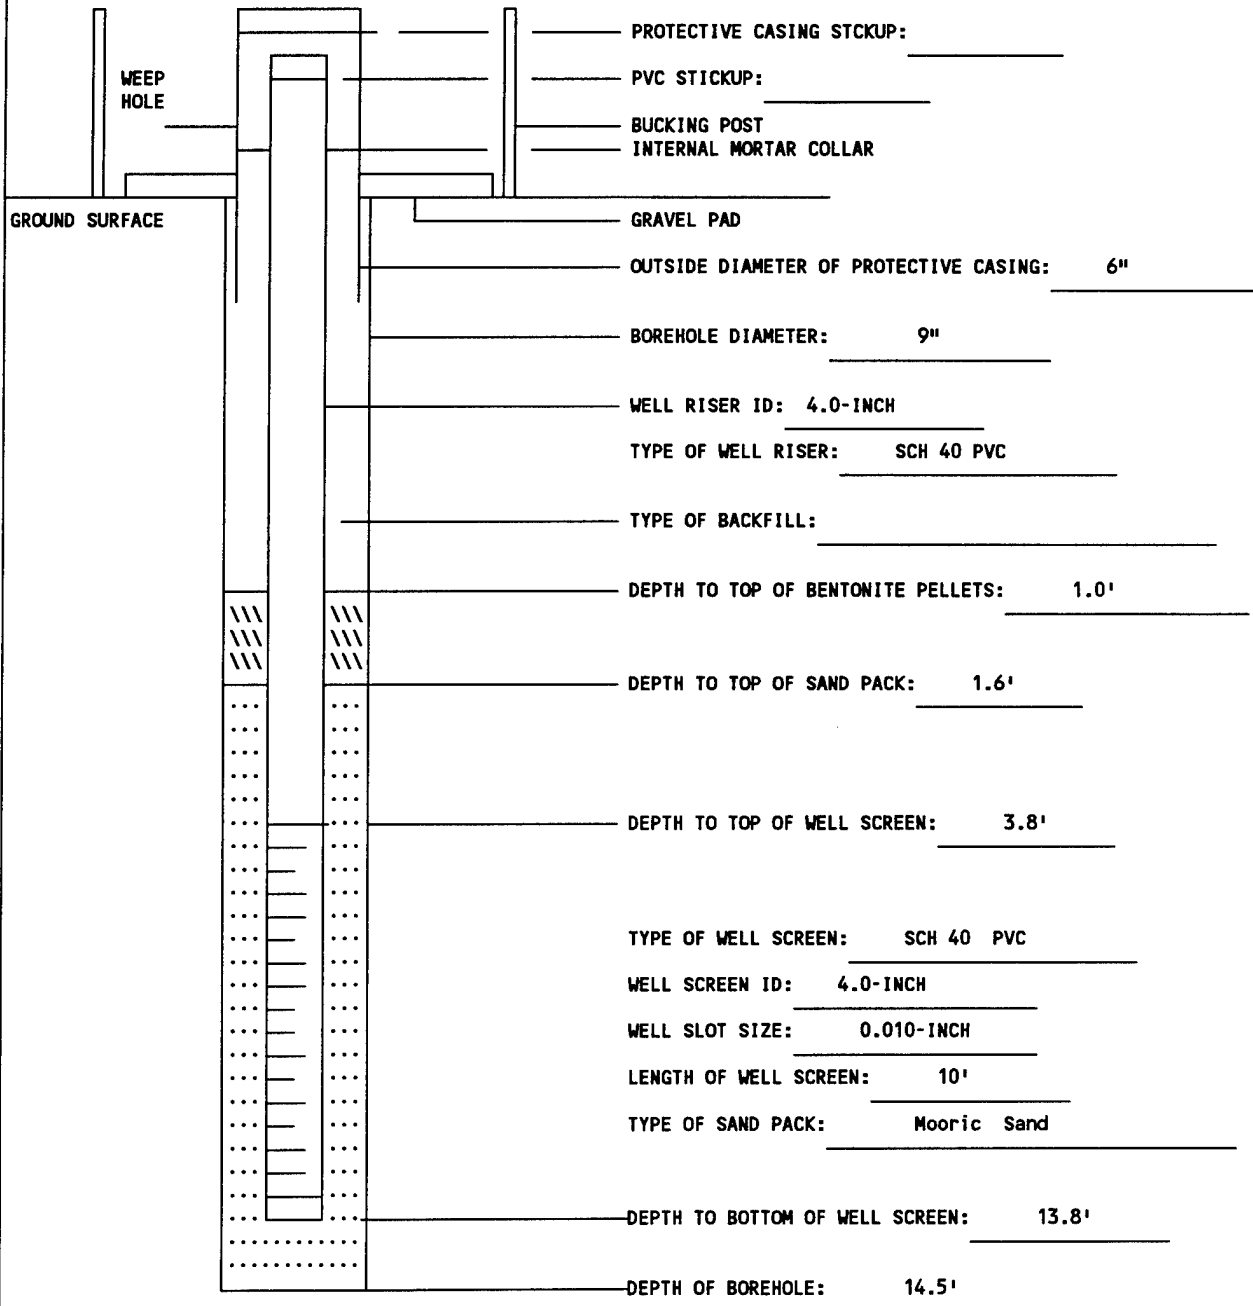 PROTECTIVE CASING STCKUP:
WEEP
HOLE
PVC STICKUP:
BUCKING POST
INTERNAL MORTAR COLLAR
GROUND SURFACE
GRAVEL PAD
OUTSIDE DIAMETER OF PROTECTIVE CASING: 6"
BOREHOLE DIAMETER: 9"
WELL RISER ID: 4.0-INCH
TYPE OF WELL RISER: SCH 40 PVC
TYPE OF BACKFILL:
DEPTH TO TOP OF BENTONITE PELLETS: 1.0'
DEPTH TO TOP OF SAND PACK: 1.6'
DEPTH TO TOP OF WELL SCREEN: 3.8'
TYPE OF WELL SCREEN: SCH 40 PVC
WELL SCREEN ID: 4.0-INCH
WELL SLOT SIZE: 0.010-INCH
LENGTH OF WELL SCREEN: 10'
TYPE OF SAND PACK: Mooric Sand
DEPTH TO BOTTOM OF WELL SCREEN: 13.8'
DEPTH OF BOREHOLE: 14.5'